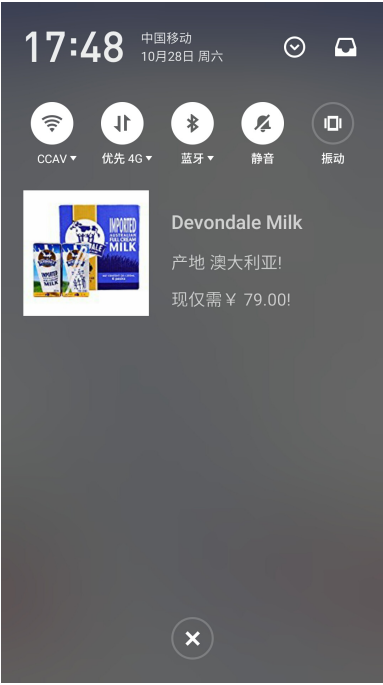 17:48
中国移动
10月28日 周六
CCAV
优先 4G
蓝牙
静音
振动
IMPORTED
AUSTRALIAN
FULL CREAM
MILK
Devondale Milk
产地 澳大利亚!
现仅需￥ 79.00!